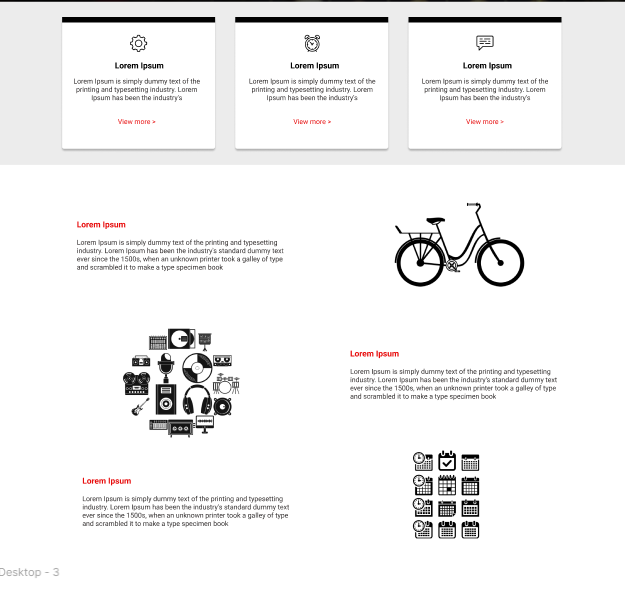 Lorem Ipsum
Lorem Ipsum is simply dummy text of the
printing and typesetting industry. Lorem
Ipsum has been the industry's
View more >
Lorem Ipsum
Lorem Ipsum is simply dummy text of the
printing and typesetting industry. Lorem
Ipsum has been the industry's
View more >
Lorem Ipsum
Lorem Ipsum is simply dummy text of the
printing and typesetting industry. Lorem
Ipsum has been the industry's
View more >
Lorem Ipsum
Lorem Ipsum is simply dummy text of the printing and typesetting
industry. Lorem Ipsum has been the industry's standard dummy text
ever since the 1500s, when an unknown printer took a galley of type
and scrambled it to make a type specimen book
Lorem Ipsum
Lorem Ipsum is simply dummy text of the printing and typesetting
industry. Lorem Ipsum has been the industry's standard dummy text
ever since the 1500s, when an unknown printer took a galley of type
and scrambled it to make a type specimen book
Lorem Ipsum
Lorem Ipsum is simply dummy text of the printing and typesetting
industry. Lorem Ipsum has been the industry's standard dummy text
ever since the 1500s, when an unknown printer took a galley of type
and scrambled it to make a type specimen book
Desktop - 3